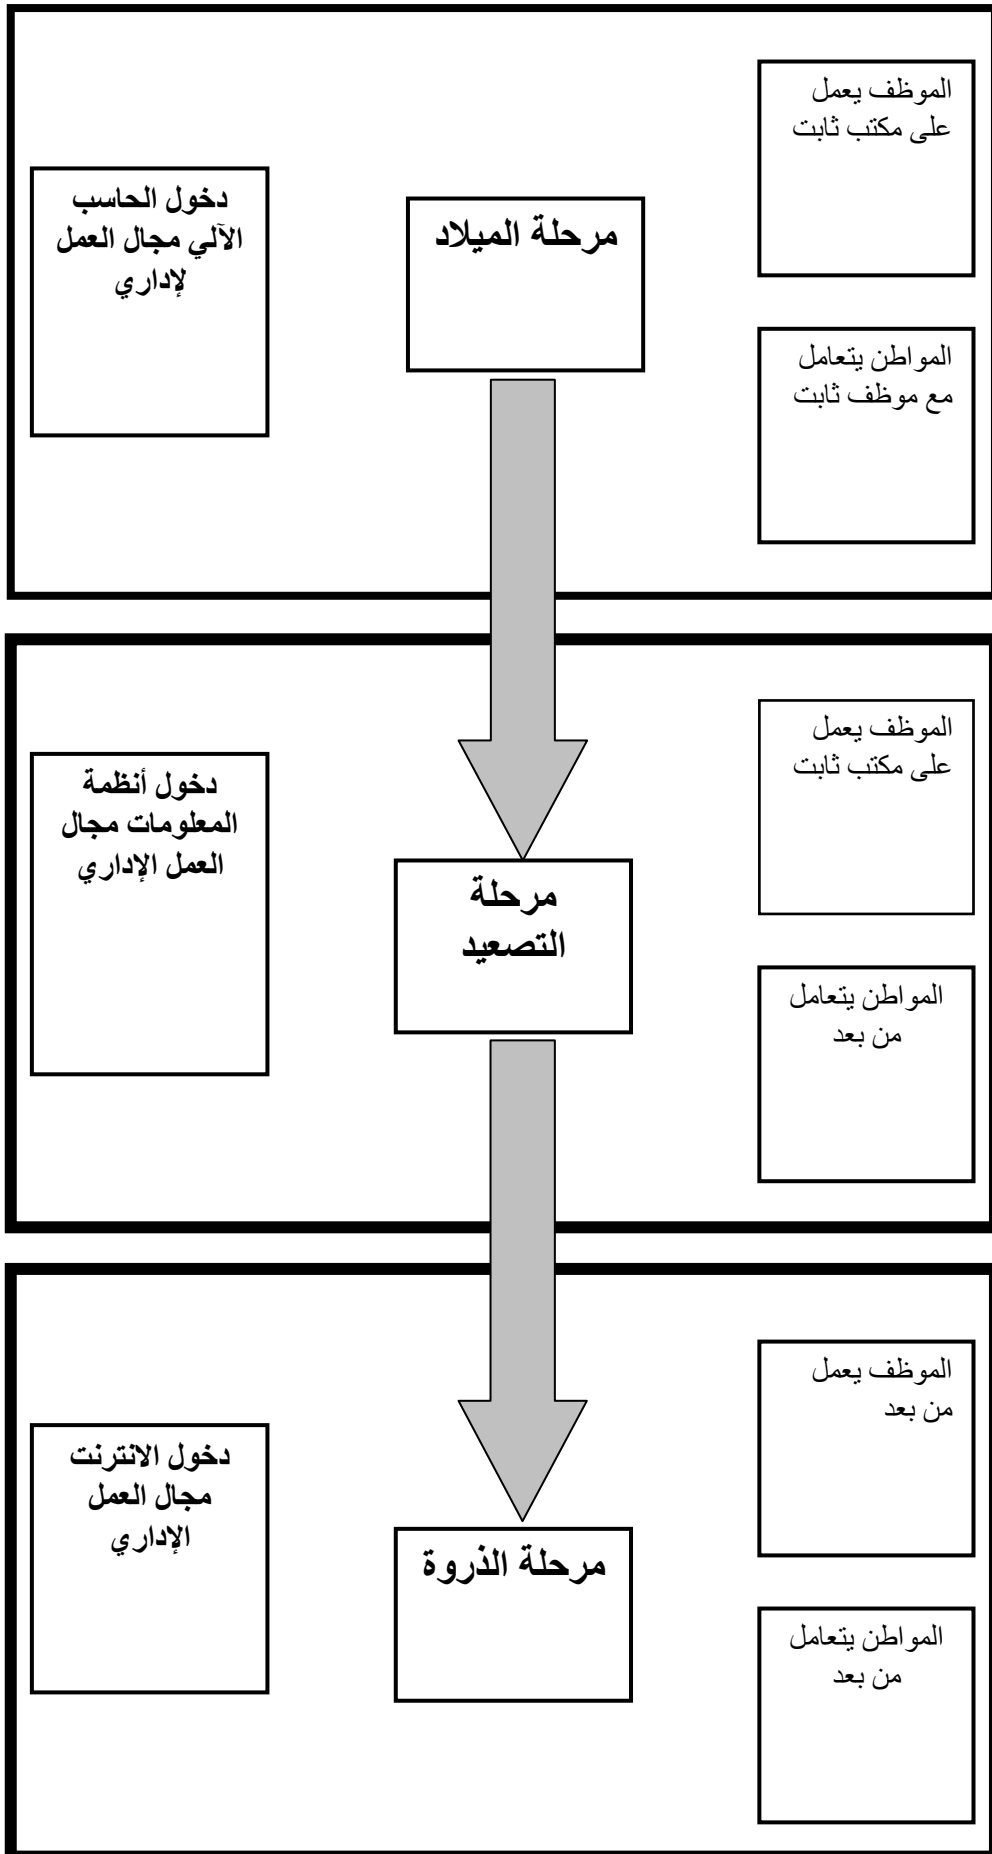 الموظف يعمل
على مكتب ثابت
المواطن يتعامل
مع موظف ثابت
مرحلة الميلاد
دخول الحاسب
الآلي مجال العمل
لإداري
الموظف يعمل
على مكتب ثابت
المواطن يتعامل
من بعد
مرحلة
التصعيد
دخول أنظمة
المعلومات مجال
العمل الإداري
الموظف يعمل
من بعد
المواطن يتعامل
من بعد
مرحلة الذروة
دخول الانترنت
مجال العمل
الإداري